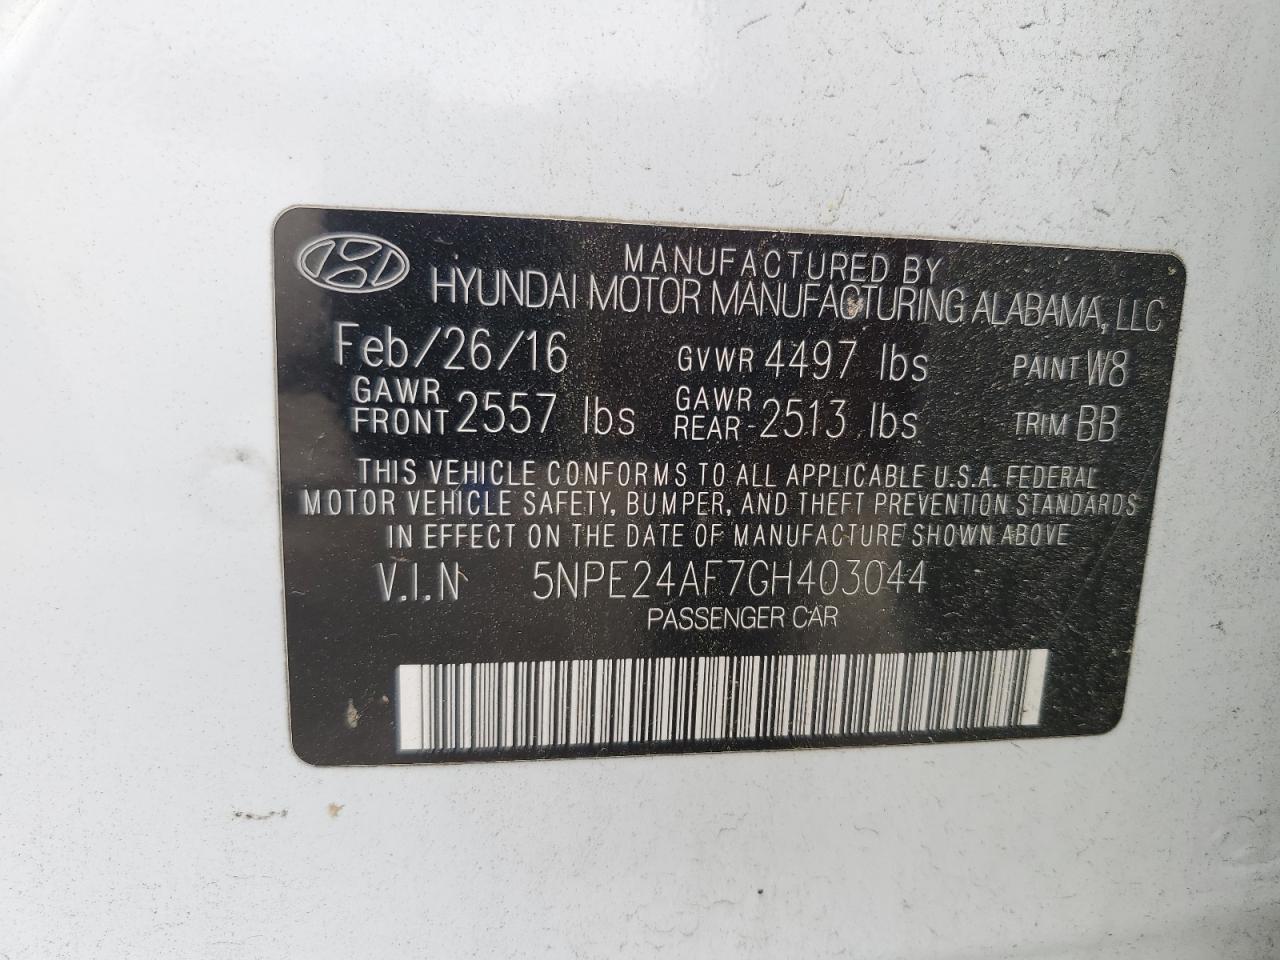 MANUFACTURED BY
HYUNDAI MOTOR MANUFACTURING ALABAMA, LLC
Feb/26/16 GVWR 4497 lbs PAINT W8
GAWR FRONT 2557 lbs GAWR REAR 2513 lbs TRIM BB
THIS VEHICLE CONFORMS TO ALL APPLICABLE U.S.A. FEDERAL
MOTOR VEHICLE SAFETY, BUMPER, AND THEFT PREVENTION STANDARDS
IN EFFECT ON THE DATE OF MANUFACTURE SHOWN ABOVE
V.I.N 5NPE24AF7GH403044
PASSENGER CAR